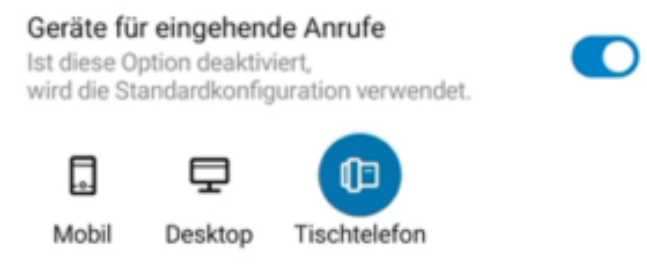 Geräte für eingehende Anrufe
Ist diese Option deaktiviert,
wird die Standardkonfiguration verwendet.
Mobil Desktop Tischtelefon